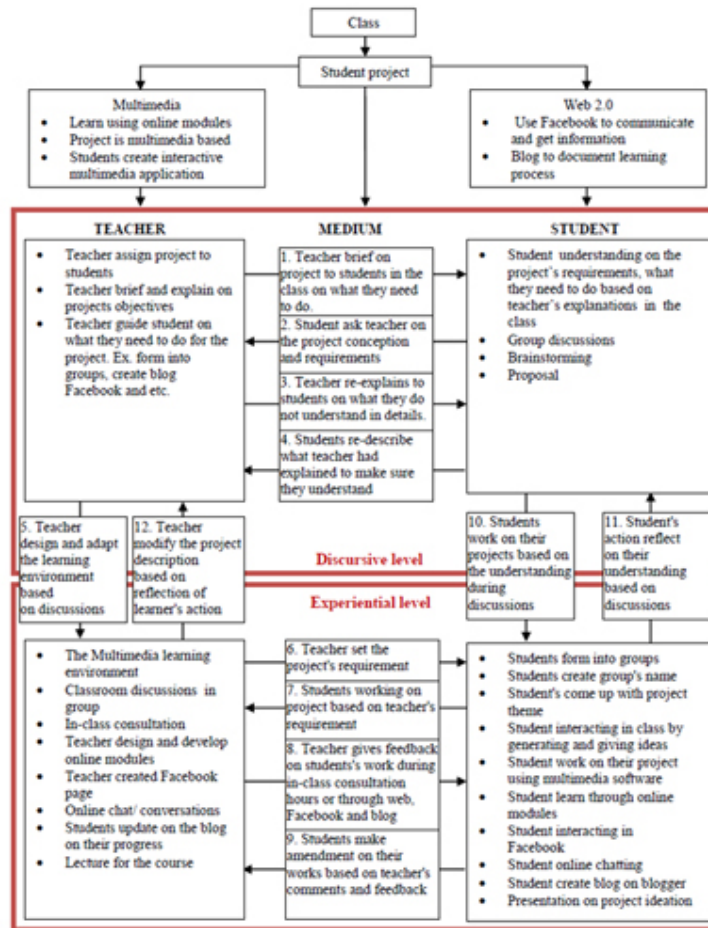 Class
Student project
Multimedia
• Learn using online modules
• Project is multimedia based
• Students create interactive
multimedia application
Web 2.0
• Use Facebook to communicate
and get information
• Blog to document learning
process
TEACHER
MEDIUM
STUDENT
• Teacher assign project to
students
• Teacher brief and explain on
projects objectives
• Teacher guide student on
what they need to do for the
project. Ex. form into
groups, create blog
Facebook and etc.
1. Teacher brief on
project to students in the
class on what they need
to do.
2. Student ask teacher on
the project conception
and requirements
3. Teacher re-explains to
students on what they do
not understand in details.
4. Students re-describe
what teacher had
explained to make sure
they understand
• Student understanding on the
project's requirements, what
they need to do based on
teacher's explanations in the
class
• Group discussions
• Brainstorming
• Proposal
5. Teacher
design and adapt
the learning
environment
based
on discussions
12. Teacher
modify the project
description
based on
reflection of
learner's action
Discursive level
Experiential level
10. Students
work on their
projects based on
the understanding
during
discussions
11. Student's
action reflect
on their
understanding
based on
discussions
• The Multimedia learning
environment
• Classroom discussions in
group
• In-class consultation
• Teacher design and develop
online modules
• Teacher created Facebook
page
• Online chat/ conversations
• Students update on the blog
on their progress
• Lecture for the course
6. Teacher set the
project's requirement
7. Students working on
project based on teacher's
requirement
8. Teacher gives feedback
on students's work during
in-class consultation
hours or through web,
Facebook and blog
9. Students make
amendment on their
works based on teacher's
comments and feedback
• Students form into groups
• Students create group's name
• Student's come up with project
theme
• Student interacting in class by
generating and giving ideas
• Student work on their project
using multimedia software
• Student learn through online
modules
• Student interacting in
Facebook
• Student online chatting
• Student create blog on blogger
• Presentation on project ideation